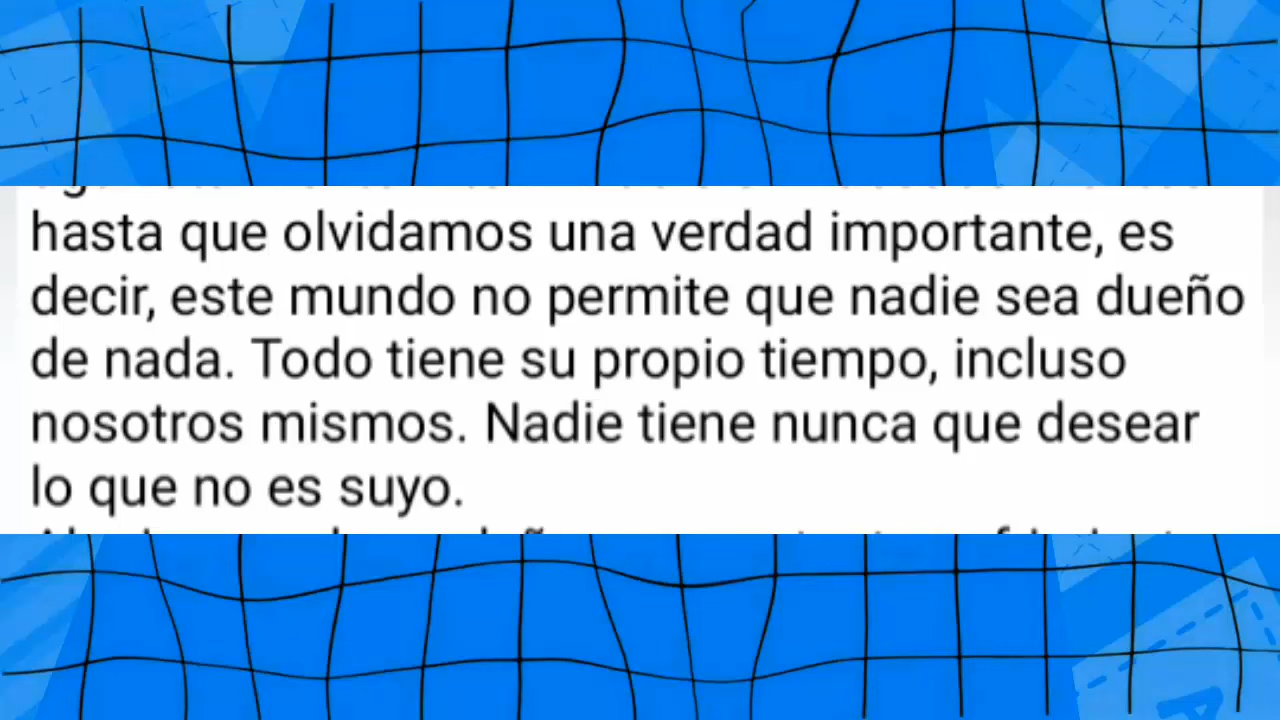 hasta que olvidamos una verdad importante, es
decir, este mundo no permite que nadie sea dueño
de nada. Todo tiene su propio tiempo, incluso
nosotros mismos. Nadie tiene nunca que desear
lo que no es suyo.